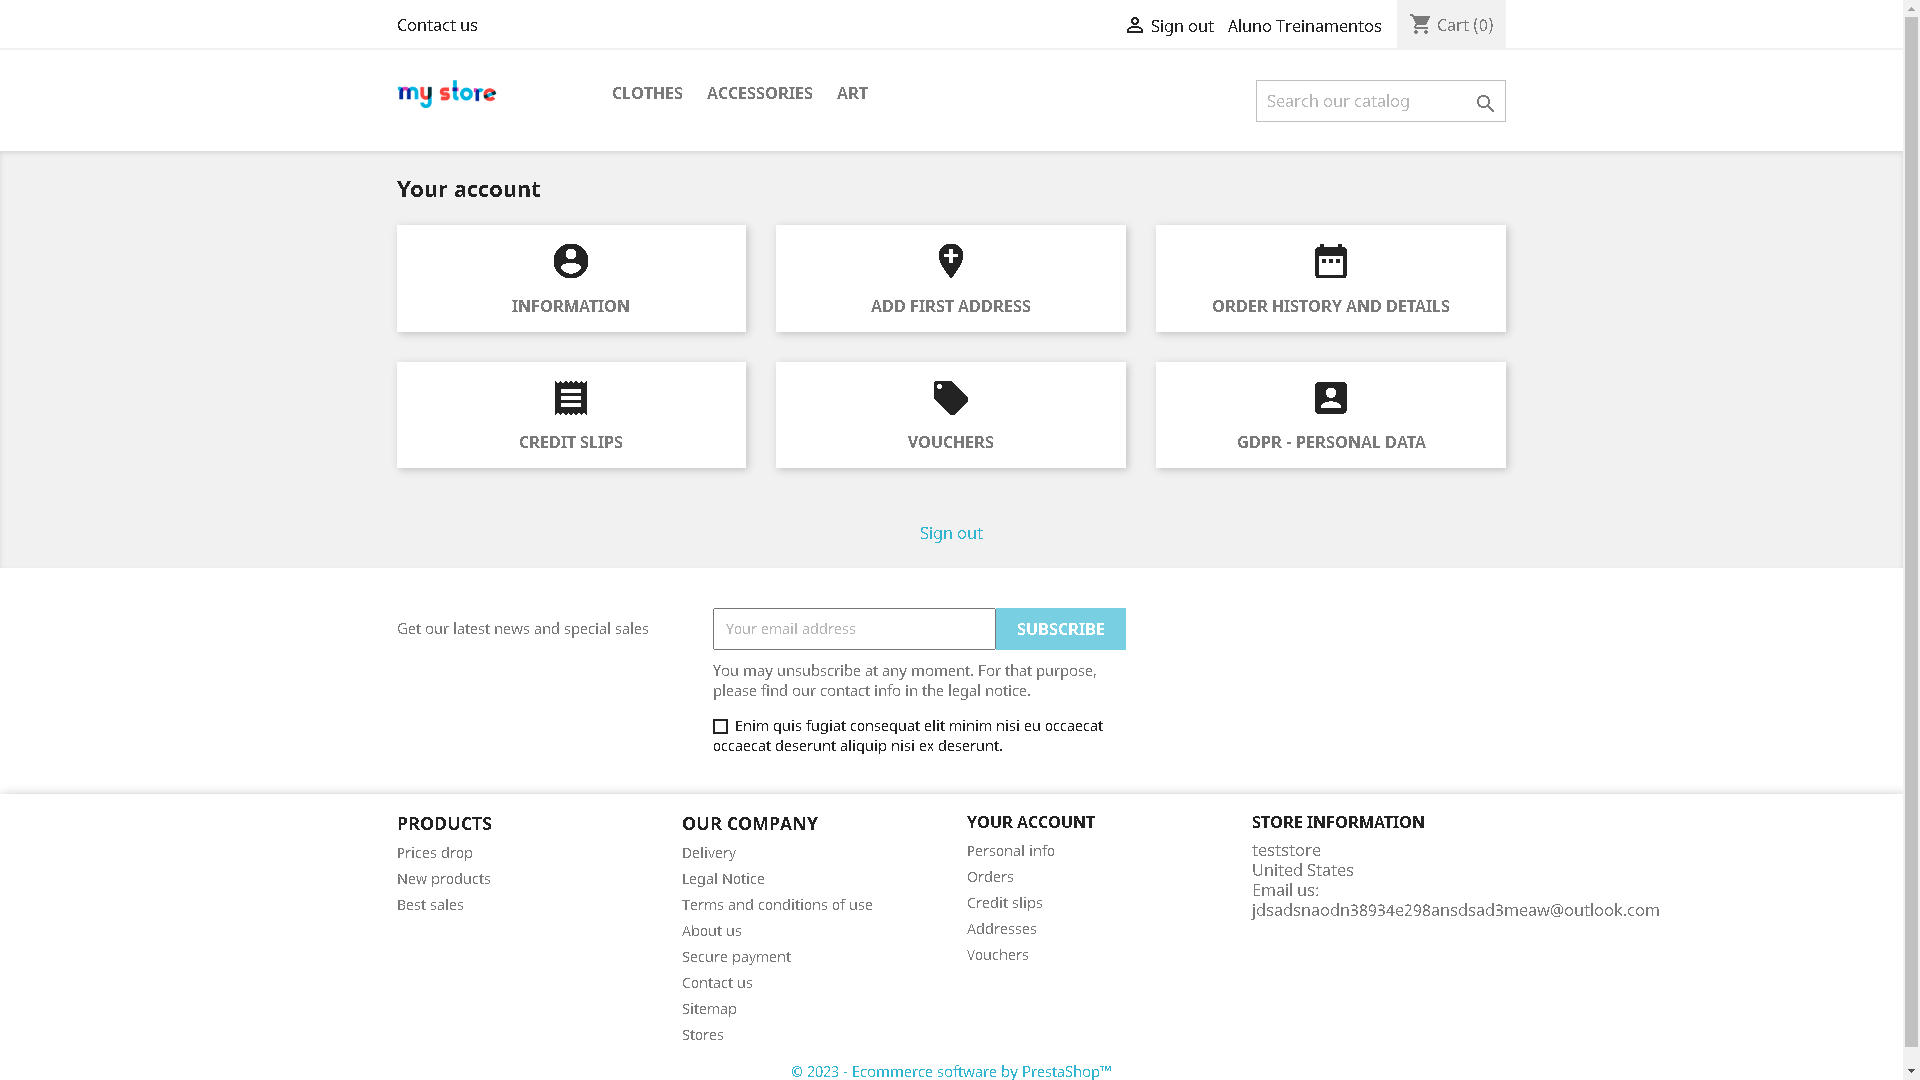 Contact us
Sign out
Aluno Treinamentos
Cart (0)
my store
CLOTHES
ACCESSORIES
ART
Search our catalog
Your account
INFORMATION
ADD FIRST ADDRESS
ORDER HISTORY AND DETAILS
CREDIT SLIPS
VOUCHERS
GDPR - PERSONAL DATA
Sign out
Get our latest news and special sales
Your email address
SUBSCRIBE
You may unsubscribe at any moment. For that purpose,
please find our contact info in the legal notice.
Enim quis fugiat consequat elit minim nisi eu occaecat
occaecat deserunt aliquip nisi ex deserunt.
PRODUCTS
Prices drop
New products
Best sales
OUR COMPANY
Delivery
Legal Notice
Terms and conditions of use
About us
Secure payment
Contact us
Sitemap
Stores
YOUR ACCOUNT
Personal info
Orders
Credit slips
Addresses
Vouchers
STORE INFORMATION
teststore
United States
Email us:
jdsadsnaodn38934e298ansdsad3meaw@outlook.com
© 2023 - Ecommerce software by PrestaShop™